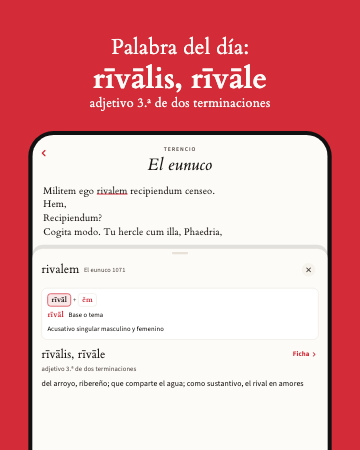 Palabra del día:
rīvālis, rīvāle
adjetivo 3.ª de dos terminaciones
TERENCIO
El eunuco
Militem ego rivalem recipiendum censeo.
Hem,
Recipiendum?
Cogita modo. Tu hercle cum illa, Phaedria,
rivalem El eunuco 1071
rīvāl + em
rīvāl Base o tema
Acusativo singular masculino y femenino
rīvālis, rīvāle Ficha
adjetivo 3.ª de dos terminaciones
del arroyo, ribereño; que comparte el agua; como sustantivo, el rival en amores